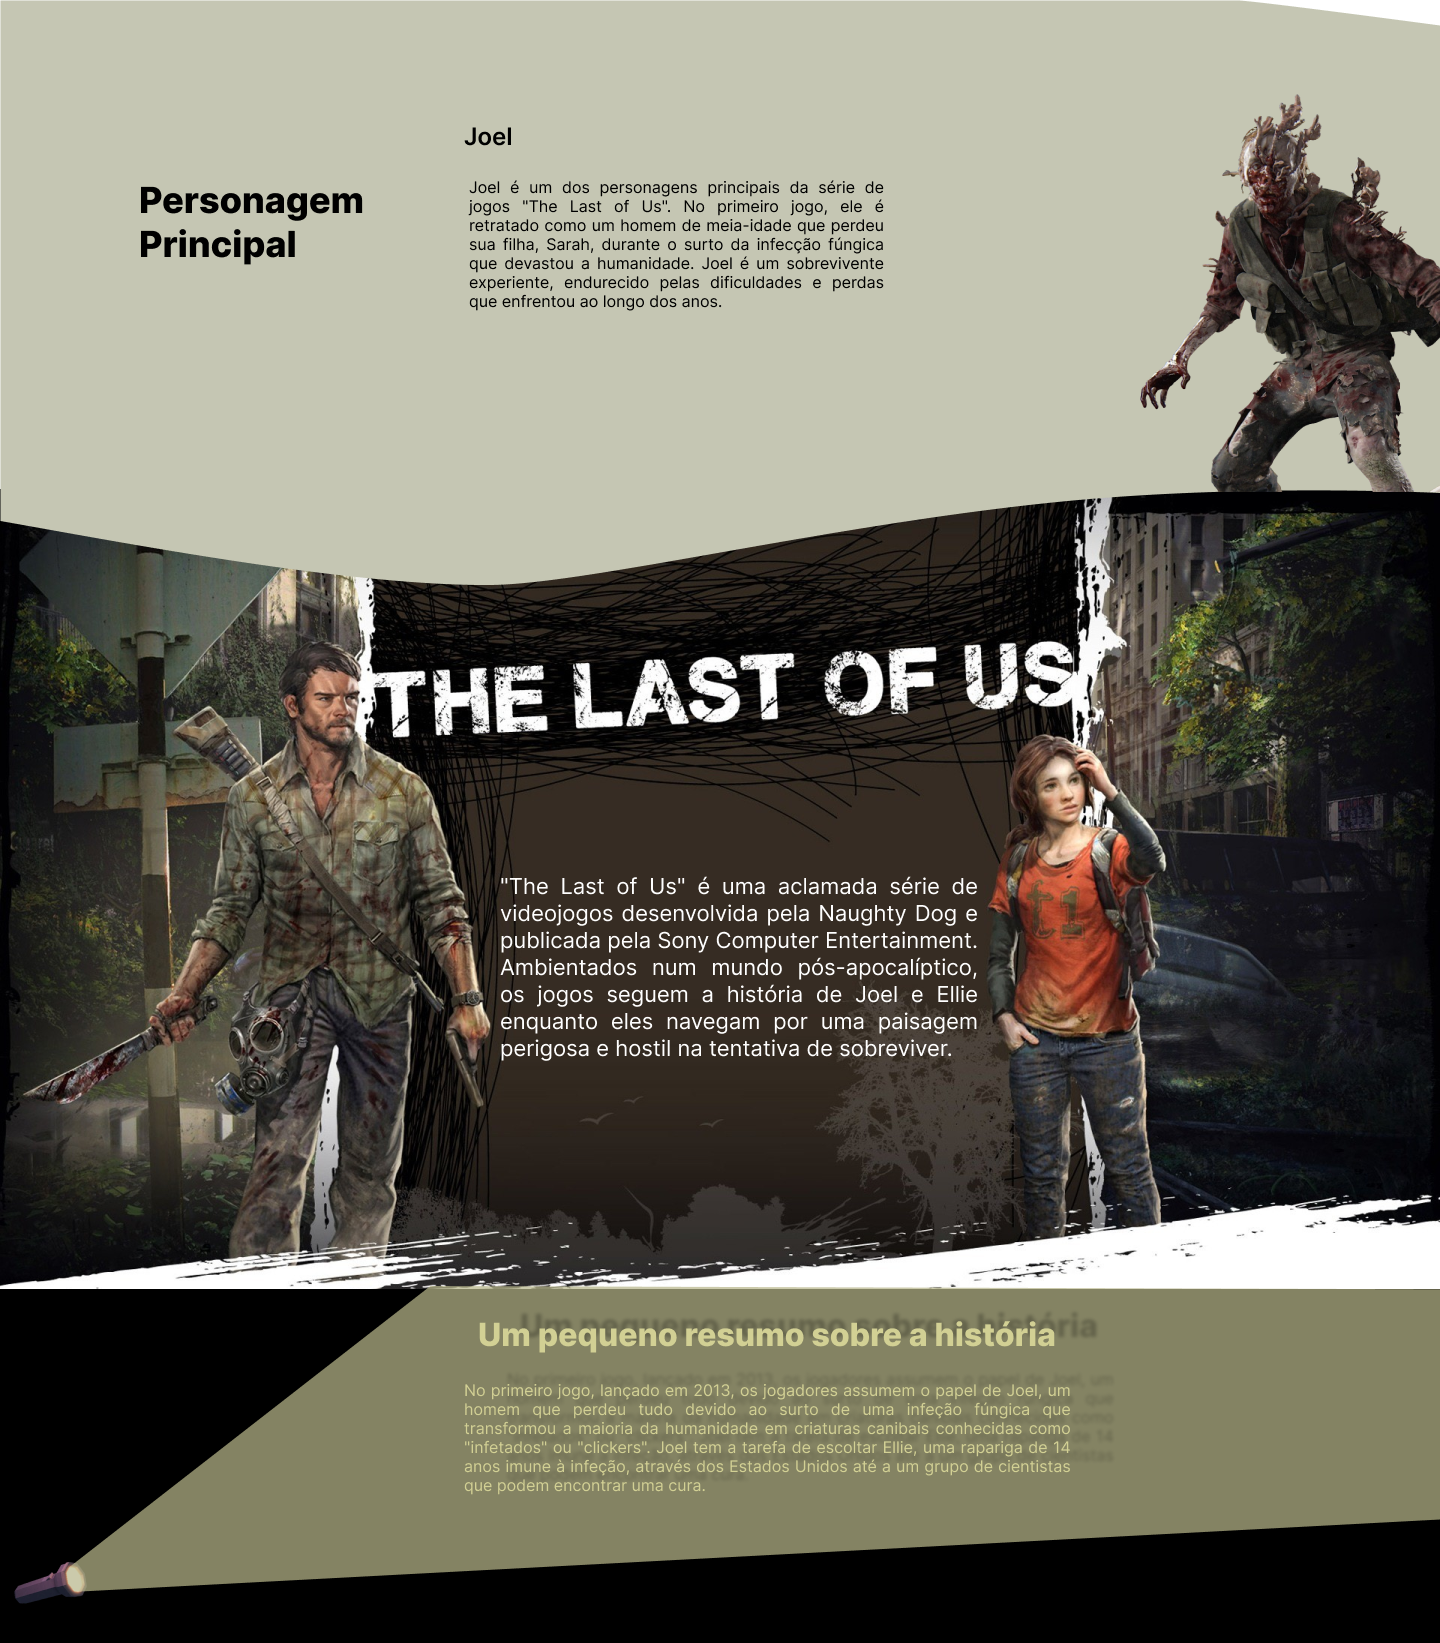 Joel
Personagem
Principal
Joel é um dos personagens principais da série de
jogos "The Last of Us". No primeiro jogo, ele é
retratado como um homem de meia-idade que perdeu
sua filha, Sarah, durante o surto da infecção fúngica
que devastou a humanidade. Joel é um sobrevivente
experiente, endurecido pelas dificuldades e perdas
que enfrentou ao longo dos anos.
THE LAST OF US
t1
"The Last of Us" é uma aclamada série de
videojogos desenvolvida pela Naughty Dog e
publicada pela Sony Computer Entertainment.
Ambientados num mundo pós-apocalíptico,
os jogos seguem a história de Joel e Ellie
enquanto eles navegam por uma paisagem
perigosa e hostil na tentativa de sobreviver.
Um pequeno resumo sobre a história
No primeiro jogo, lançado em 2013, os jogadores assumem o papel de Joel, um
homem que perdeu tudo devido ao surto de uma infeção fúngica que
transformou a maioria da humanidade em criaturas canibais conhecidas como
"infetados" ou "clickers". Joel tem a tarefa de escoltar Ellie, uma rapariga de 14
anos imune à infeção, através dos Estados Unidos até a um grupo de cientistas
que podem encontrar uma cura.